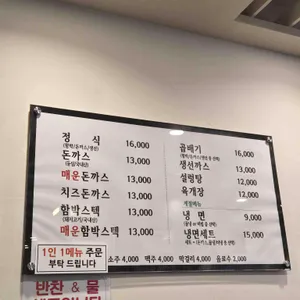 정 식 16,000
돈까스 13,000
매운돈까스 13,000
치즈돈까스 13,000
함박스텍 13,000
매운함박스텍 13,000
곱배기 16,000
생선까스 13,000
설렁탕 12,000
육개장 12,000
계절메뉴
냉 면 9,000
냉면세트 15,000
소주 4,000 맥주 4,000 막걸리 4,000 음료수 2,000
1인 1메뉴 주문
부탁 드립니다
반찬 & 물